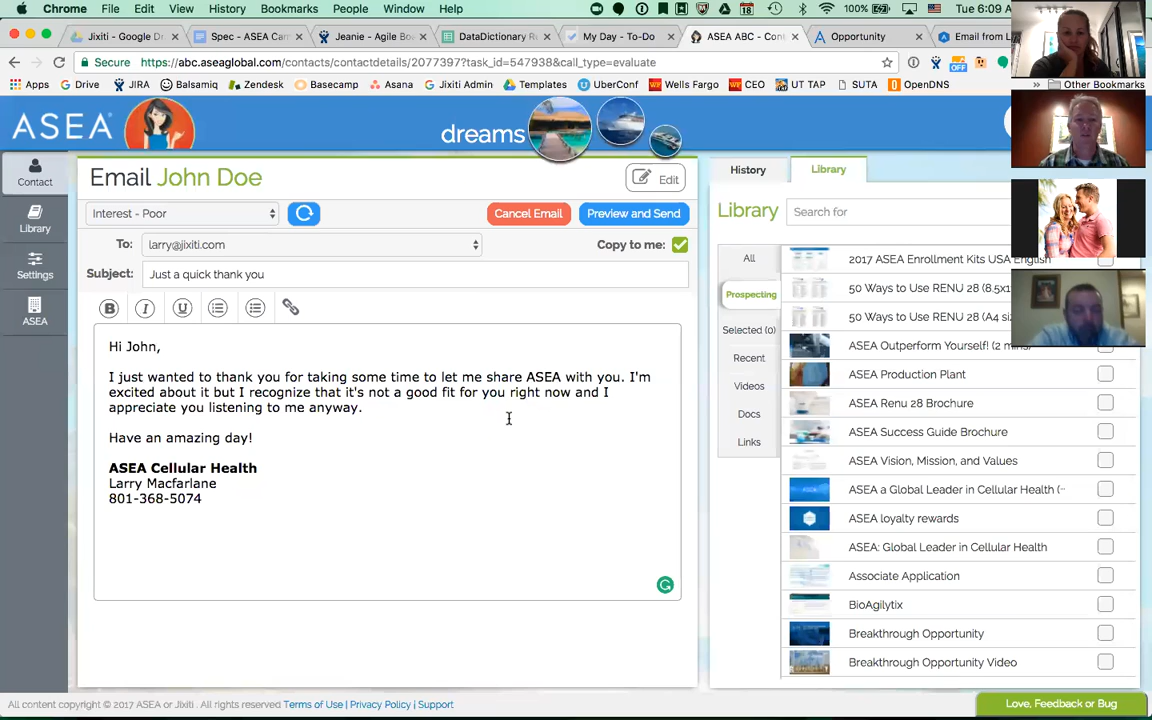 Chrome File Edit View History Bookmarks People Window Help
18 100% Tue 6:09 A
Jixiti - Google Dr
Spec - ASEA Car
Jeanie - Agile Boa
DataDictionary R
My Day - To-Do
ASEA ABC - Con
Opportunity
Email from L
Secure https://abc.aseaglobal.com/contacts/contactdetails/2077397?task_id=547938&call_type=evaluate
Apps Drive JIRA Balsamiq Zendesk Basecamp Asana Jixiti Admin Templates UberConf Wells Fargo CEO UT TAP SUTA OpenDNS » Other Bookmarks
ASEA
dreams
Contact
Library
Settings
ASEA
Email John Doe
Edit
Interest - Poor
Cancel Email
Preview and Send
To: larry@jixiti.com
Copy to me:
Subject: Just a quick thank you
B I U
Hi John,
I just wanted to thank you for taking some time to let me share ASEA with you. I'm
excited about it but I recognize that it's not a good fit for you right now and I
appreciate you listening to me anyway.
Have an amazing day!
ASEA Cellular Health
Larry Macfarlane
801-368-5074
History
Library
Library
Search for
All
Prospecting
Selected (0)
Recent
Videos
Docs
Links
2017 ASEA Enrollment Kits USA English
50 Ways to Use RENU 28 (8.5x1
50 Ways to Use RENU 28 (A4 siz
ASEA Outperform Yourself! (2 min
ASEA Production Plant
ASEA Renu 28 Brochure
ASEA Success Guide Brochure
ASEA Vision, Mission, and Values
ASEA a Global Leader in Cellular Health (··
ASEA loyalty rewards
ASEA: Global Leader in Cellular Health
Associate Application
BioAgilytix
Breakthrough Opportunity
Breakthrough Opportunity Video
All content copyright © 2017 ASEA or Jixiti . All rights reserved Terms of Use | Privacy Policy | Support
Love, Feedback or Bug